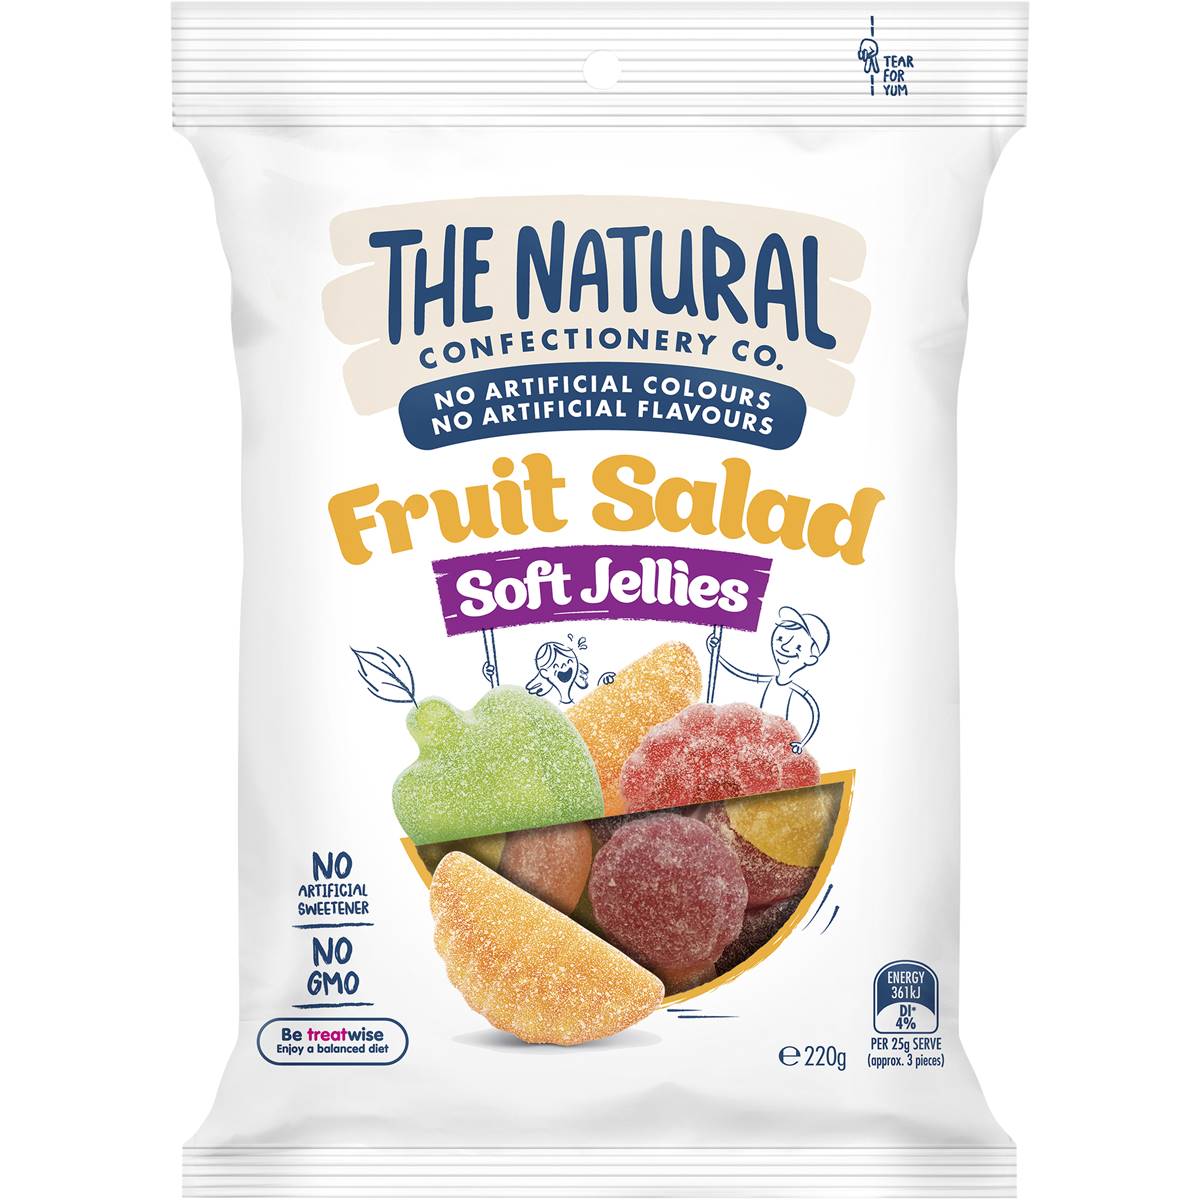 TEAR
FOR
YUM
THE NATURAL
CONFECTIONERY CO.
NO ARTIFICIAL COLOURS
NO ARTIFICIAL FLAVOURS
Fruit Salad
Soft Jellies
NO
ARTIFICIAL
SWEETENER
NO
GMO
Be treatwise
Enjoy a balanced diet
ENERGY
361kJ
DI*
4%
PER 25g SERVE
(approx. 3 pieces)
℮ 220g